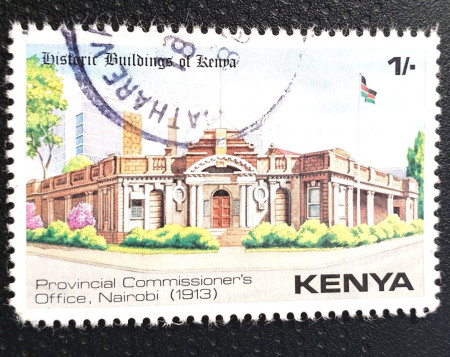 Historic Buildings of Kenya
1/-
Provincial Commissioner's
Office, Nairobi (1913)
KENYA